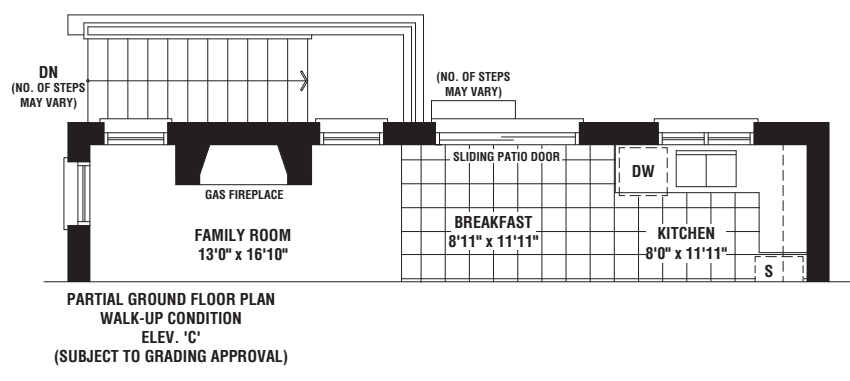 DN
(NO. OF STEPS
MAY VARY)
(NO. OF STEPS
MAY VARY)
SLIDING PATIO DOOR
DW
GAS FIREPLACE
FAMILY ROOM
13'0" x 16'10"
BREAKFAST
8'11" x 11'11"
KITCHEN
8'0" x 11'11"
S
PARTIAL GROUND FLOOR PLAN
WALK-UP CONDITION
ELEV. 'C'
(SUBJECT TO GRADING APPROVAL)